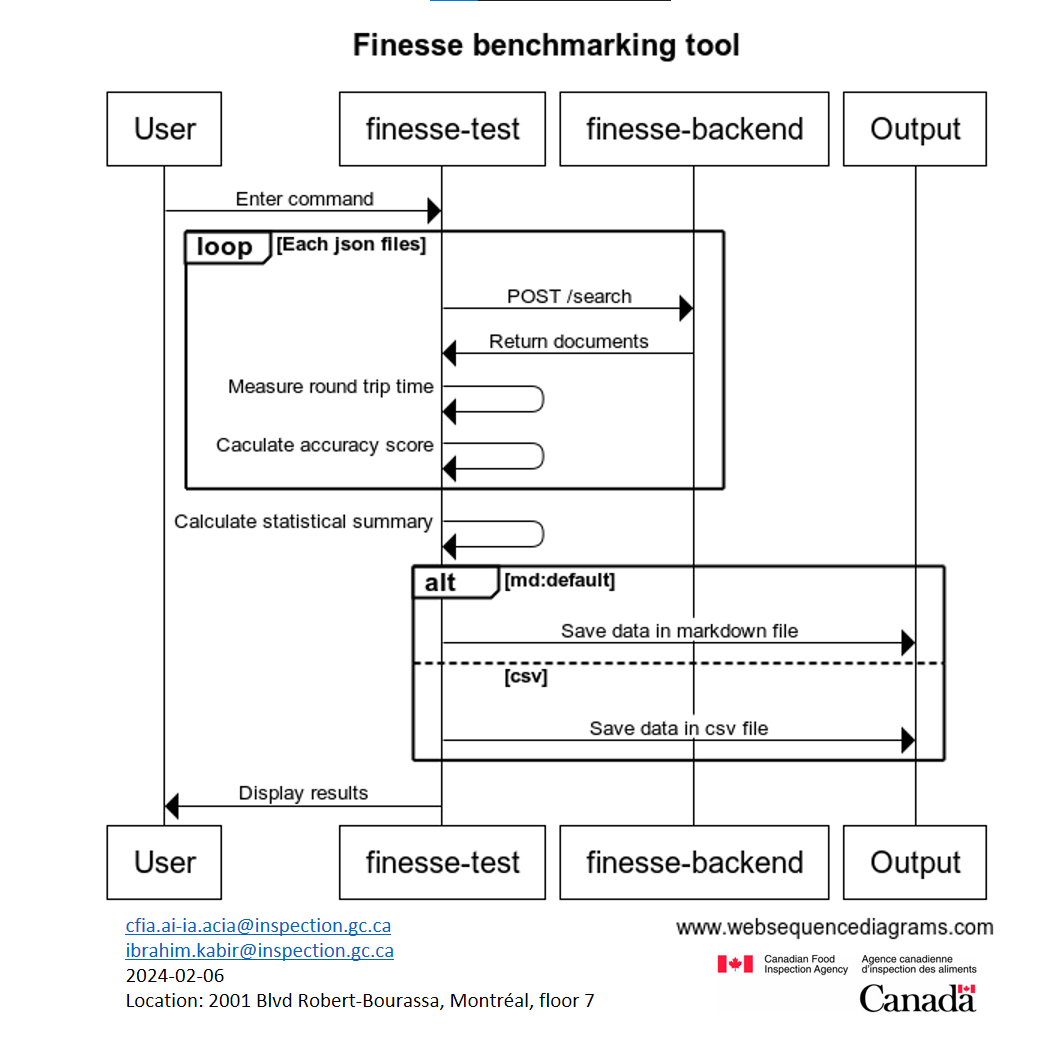 Finesse benchmarking tool
User
finesse-test
finesse-backend
Output
Enter command
loop
[Each json files]
POST /search
Return documents
Measure round trip time
Caculate accuracy score
Calculate statistical summary
alt
[md:default]
Save data in markdown file
[csv]
Save data in csv file
Display results
User
finesse-test
finesse-backend
Output
cfia.ai-ia.acia@inspection.gc.ca
ibrahim.kabir@inspection.gc.ca
2024-02-06
Location: 2001 Blvd Robert-Bourassa, Montréal, floor 7
www.websequencediagrams.com
Canadian Food
Inspection Agency
Agence canadienne
d'inspection des aliments
Canada